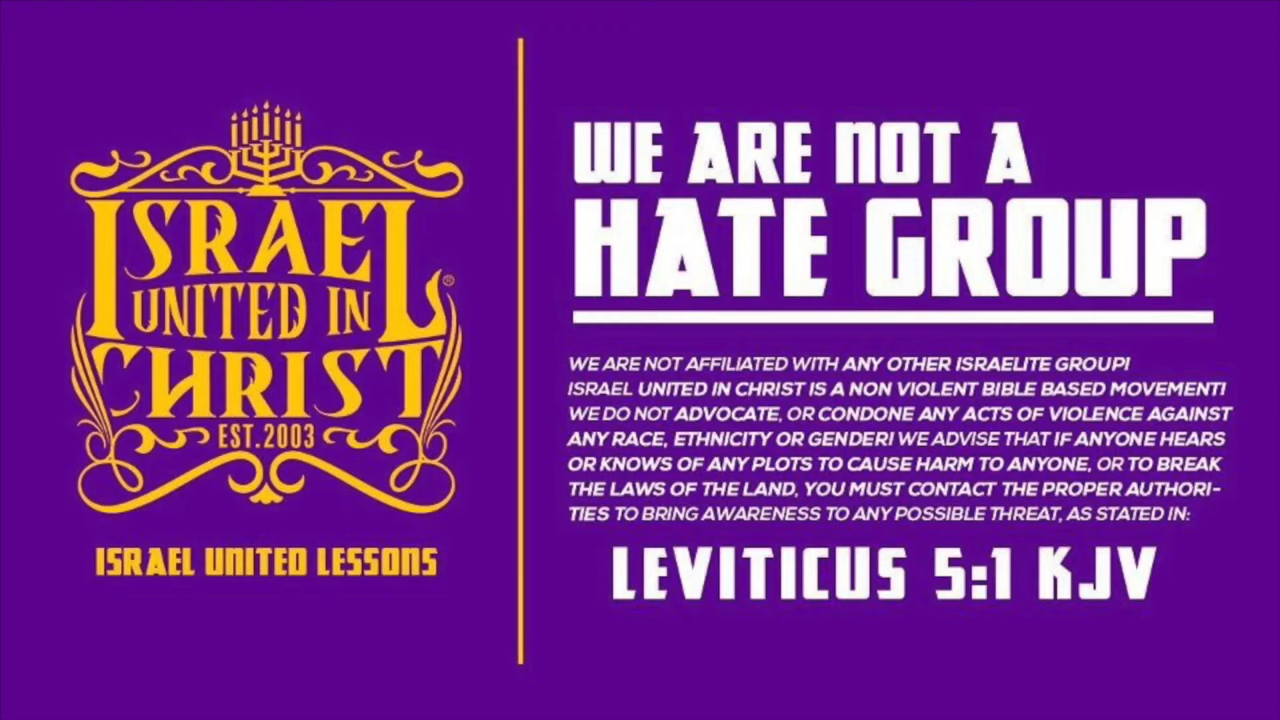 ISRAEL
UNITED IN
CHRIST
®
EST.2003
ISRAEL UNITED LESSONS
WE ARE NOT A
HATE GROUP
WE ARE NOT AFFILIATED WITH ANY OTHER ISRAELITE GROUP!
ISRAEL UNITED IN CHRIST IS A NON VIOLENT BIBLE BASED MOVEMENT!
WE DO NOT ADVOCATE, OR CONDONE ANY ACTS OF VIOLENCE AGAINST
ANY RACE, ETHNICITY OR GENDER! WE ADVISE THAT IF ANYONE HEARS
OR KNOWS OF ANY PLOTS TO CAUSE HARM TO ANYONE, OR TO BREAK
THE LAWS OF THE LAND, YOU MUST CONTACT THE PROPER AUTHORI-
TIES TO BRING AWARENESS TO ANY POSSIBLE THREAT, AS STATED IN:
LEVITICUS 5:1 KJV